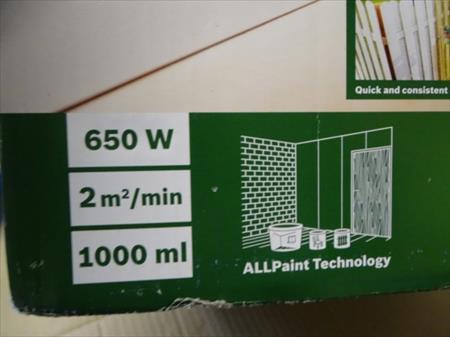 Quick and consistent
650 W
2 m²/min
1000 ml
ALLPaint Technology